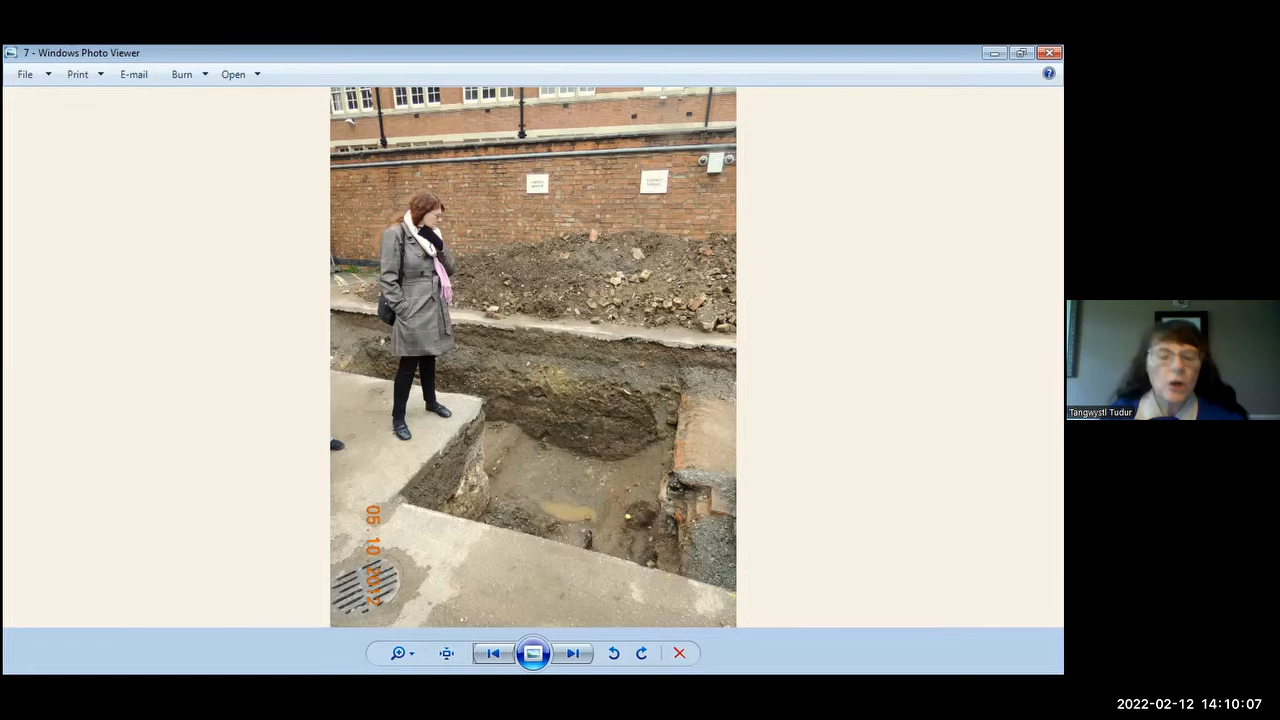 7 - Windows Photo Viewer
File Print E-mail Burn Open
05.10.2012
Tangwystl Tudur
2022-02-12 14:10:07